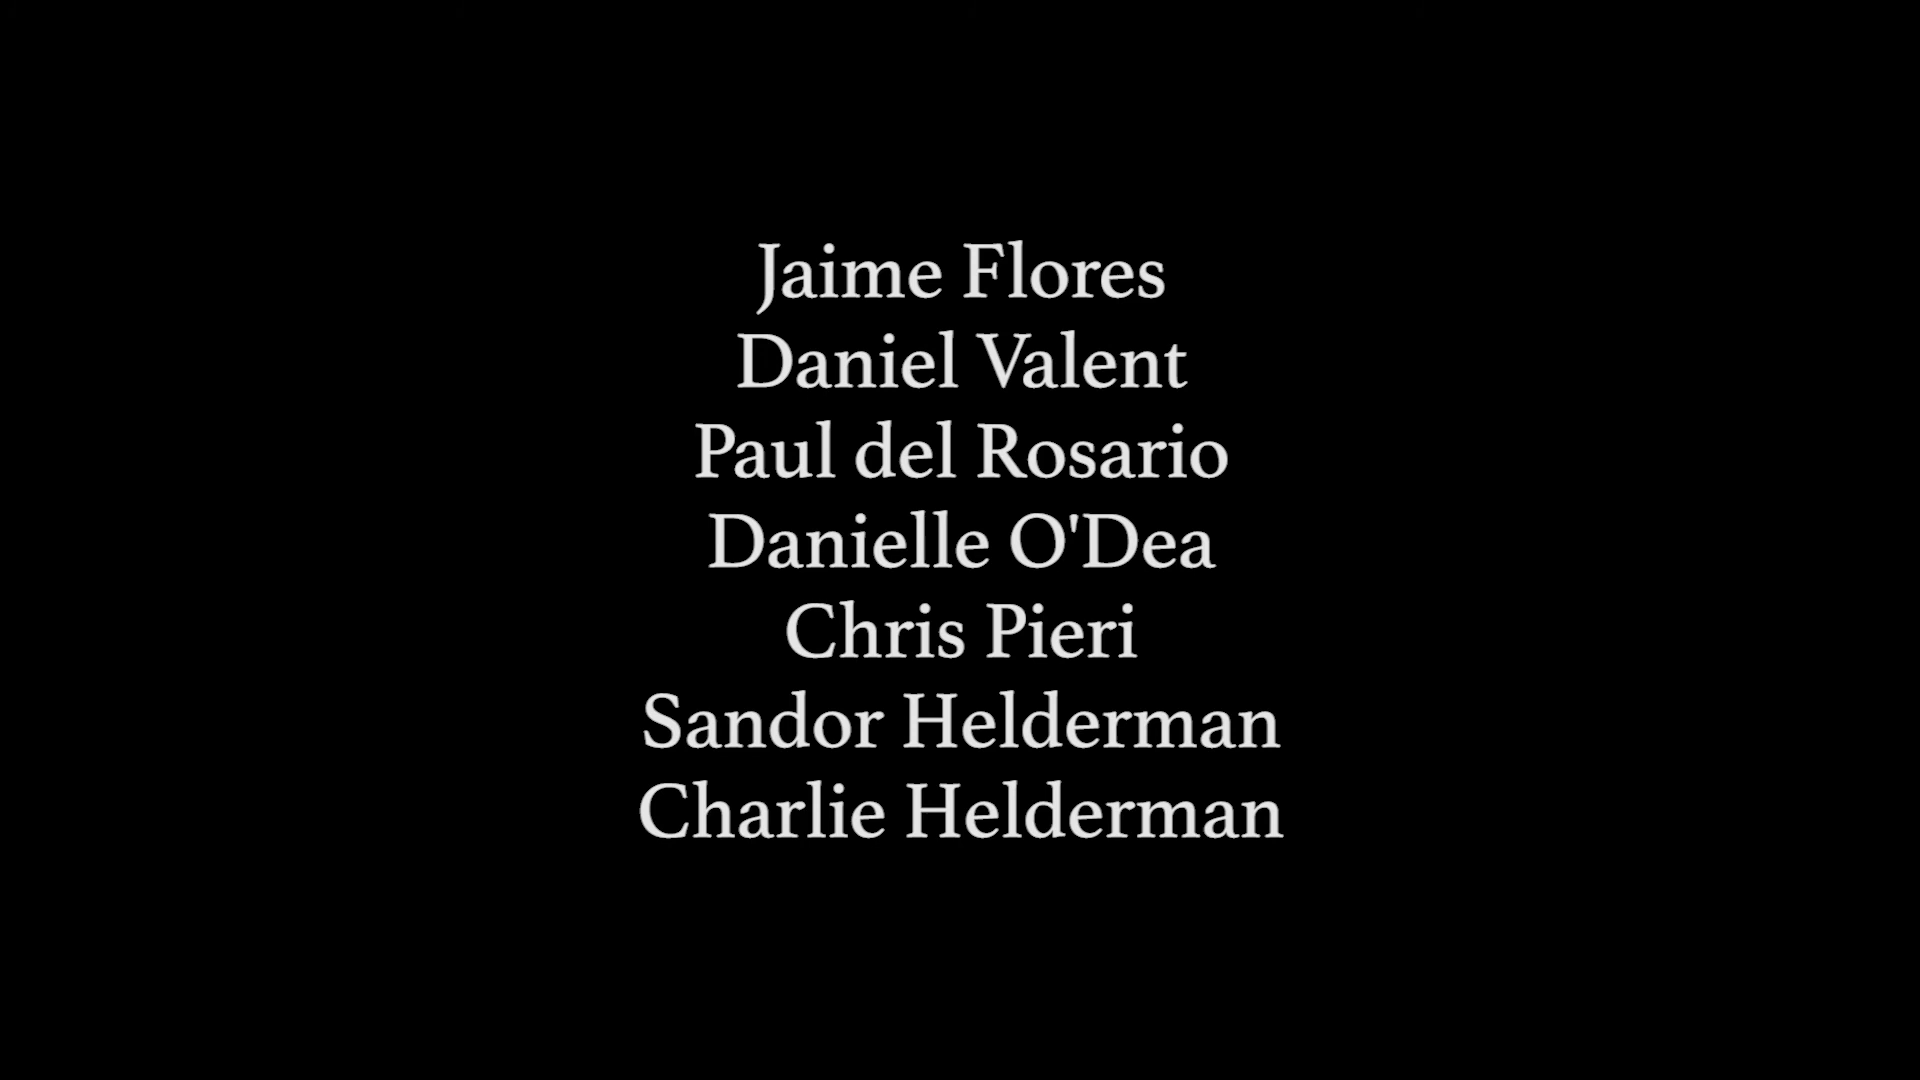 Jaime Flores
Daniel Valent
Paul del Rosario
Danielle O'Dea
Chris Pieri
Sandor Helderman
Charlie Helderman